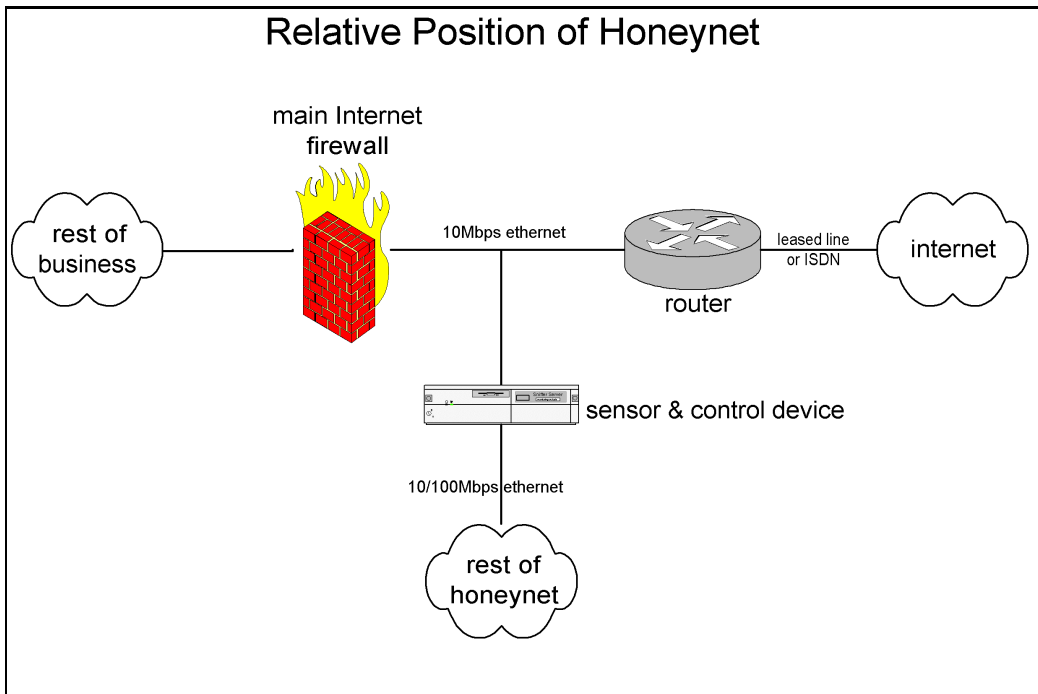 Relative Position of Honeynet
main Internet
firewall
rest of
business
10Mbps ethernet
router
leased line
or ISDN
internet
sensor & control device
10/100Mbps ethernet
rest of
honeynet